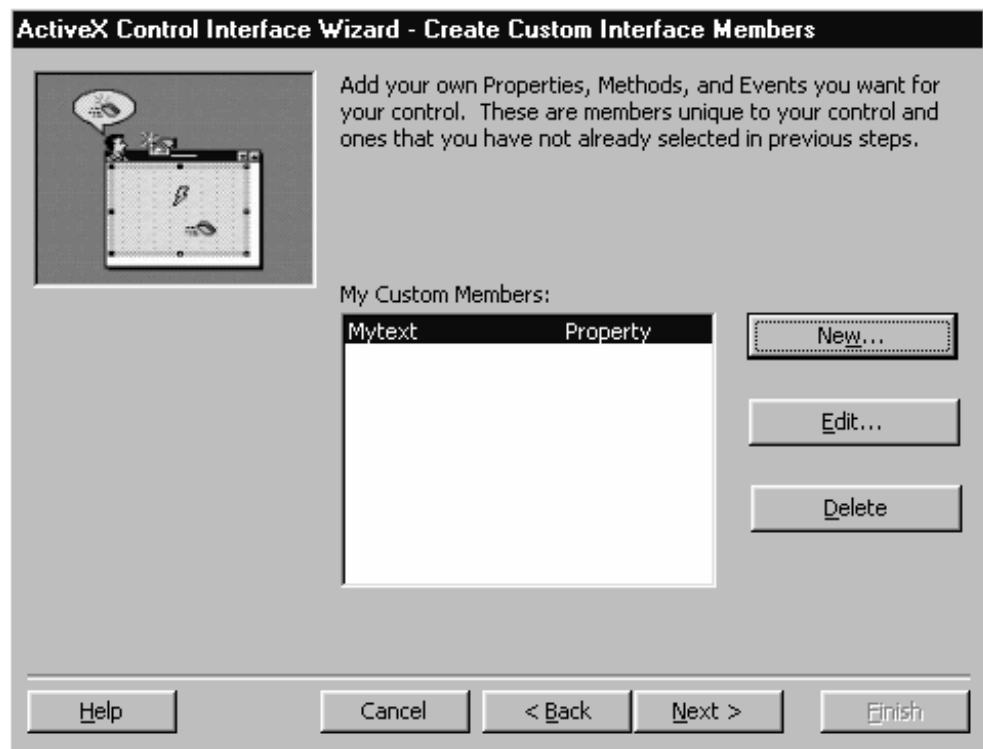 ActiveX Control Interface Wizard - Create Custom Interface Members
Add your own Properties, Methods, and Events you want for
your control. These are members unique to your control and
ones that you have not already selected in previous steps.
My Custom Members:
Mytext Property
New...
Edit...
Delete
Help
Cancel
< Back
Next >
Finish